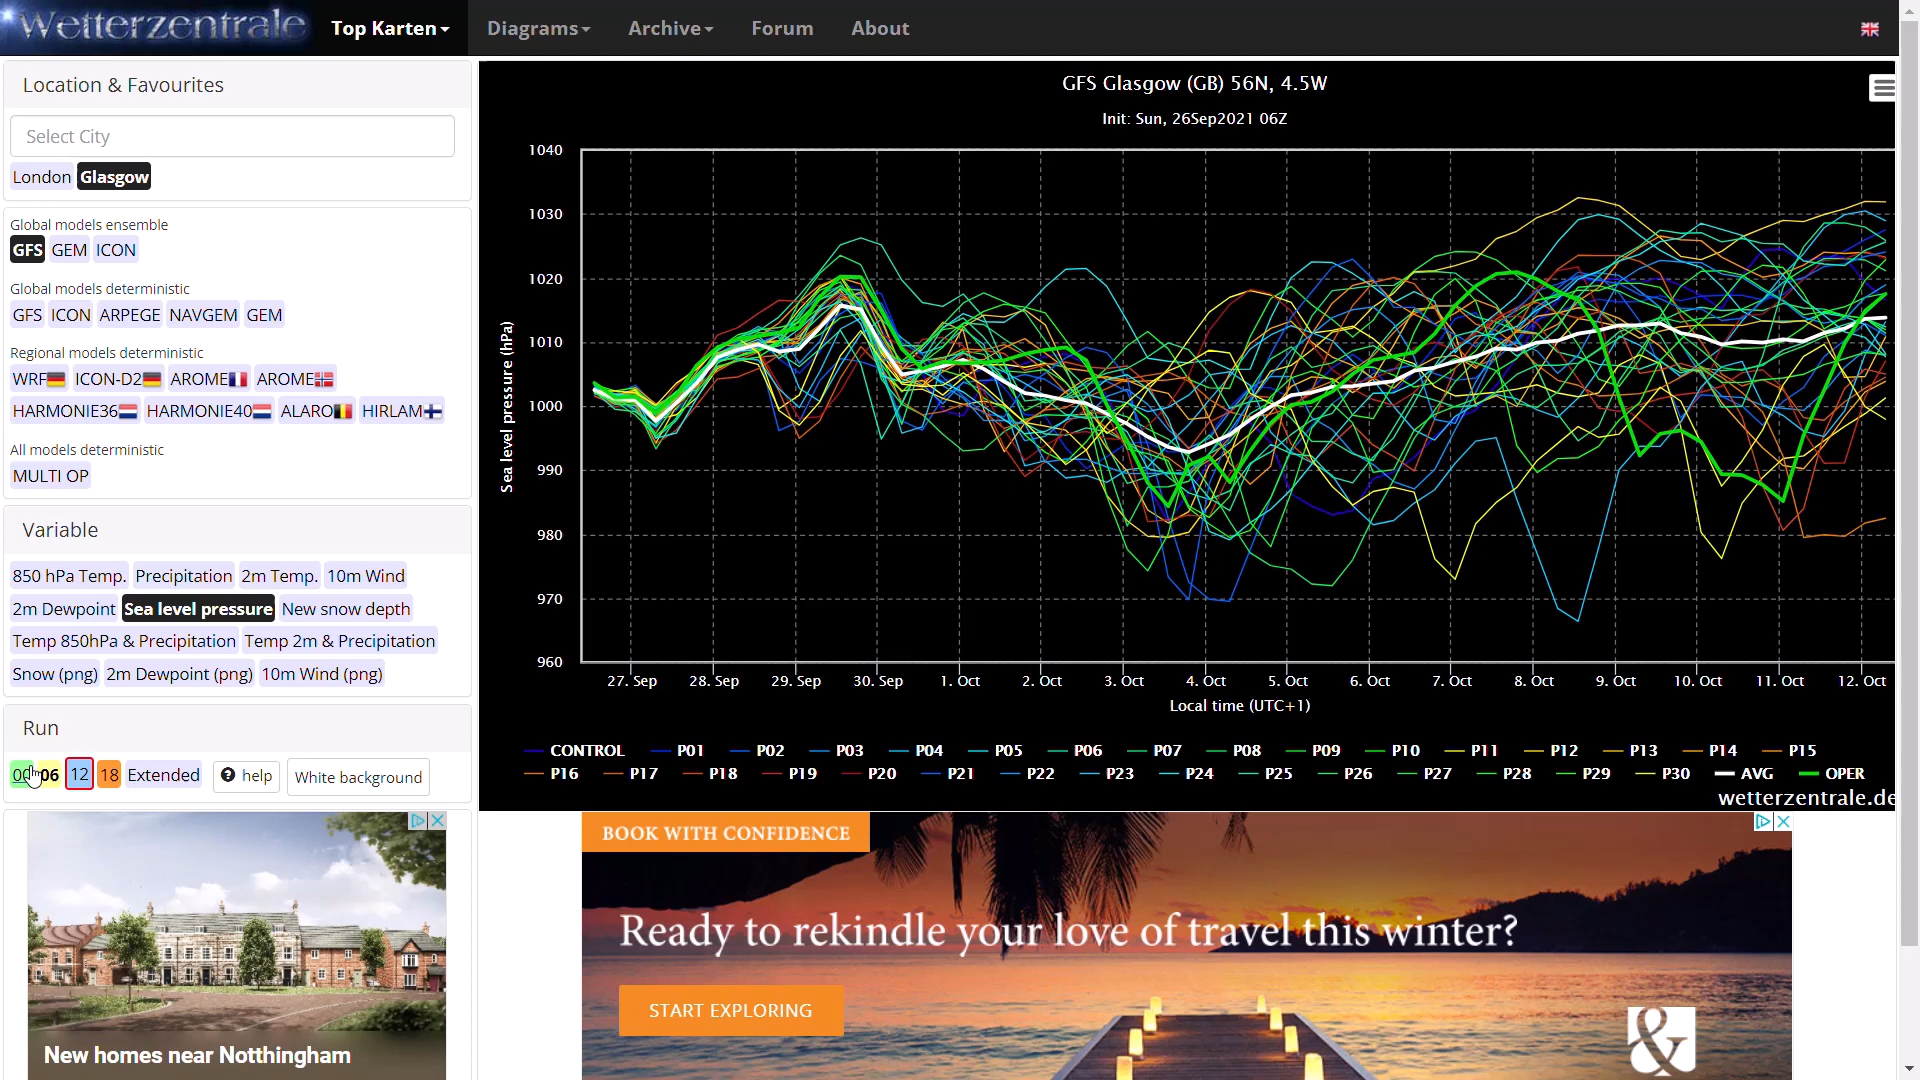 Wetterzentrale
Top Karten
Diagrams
Archive
Forum
About
Location & Favourites
Select City
London Glasgow
Global models ensemble
GFS GEM ICON
Global models deterministic
GFS ICON ARPEGE NAVGEM GEM
Regional models deterministic
WRF ICON-D2 AROME AROME
HARMONIE36 HARMONIE40 ALARO HIRLAM
All models deterministic
MULTI OP
Variable
850 hPa Temp. Precipitation 2m Temp. 10m Wind
2m Dewpoint Sea level pressure New snow depth
Temp 850hPa & Precipitation Temp 2m & Precipitation
Snow (png) 2m Dewpoint (png) 10m Wind (png)
Run
00 06 12 18 Extended help White background
New homes near Notthingham
GFS Glasgow (GB) 56N, 4.5W
Init: Sun, 26Sep2021 06Z
Sea level pressure (hPa)
1040
1030
1020
1010
1000
990
980
970
960
27. Sep 28. Sep 29. Sep 30. Sep 1. Oct 2. Oct 3. Oct 4. Oct 5. Oct 6. Oct 7. Oct 8. Oct 9. Oct 10. Oct 11. Oct 12. Oct
Local time (UTC+1)
CONTROL P01 P02 P03 P04 P05 P06 P07 P08 P09 P10 P11 P12 P13 P14 P15
P16 P17 P18 P19 P20 P21 P22 P23 P24 P25 P26 P27 P28 P29 P30 AVG OPER
wetterzentrale.de
BOOK WITH CONFIDENCE
Ready to rekindle your love of travel this winter?
START EXPLORING
&